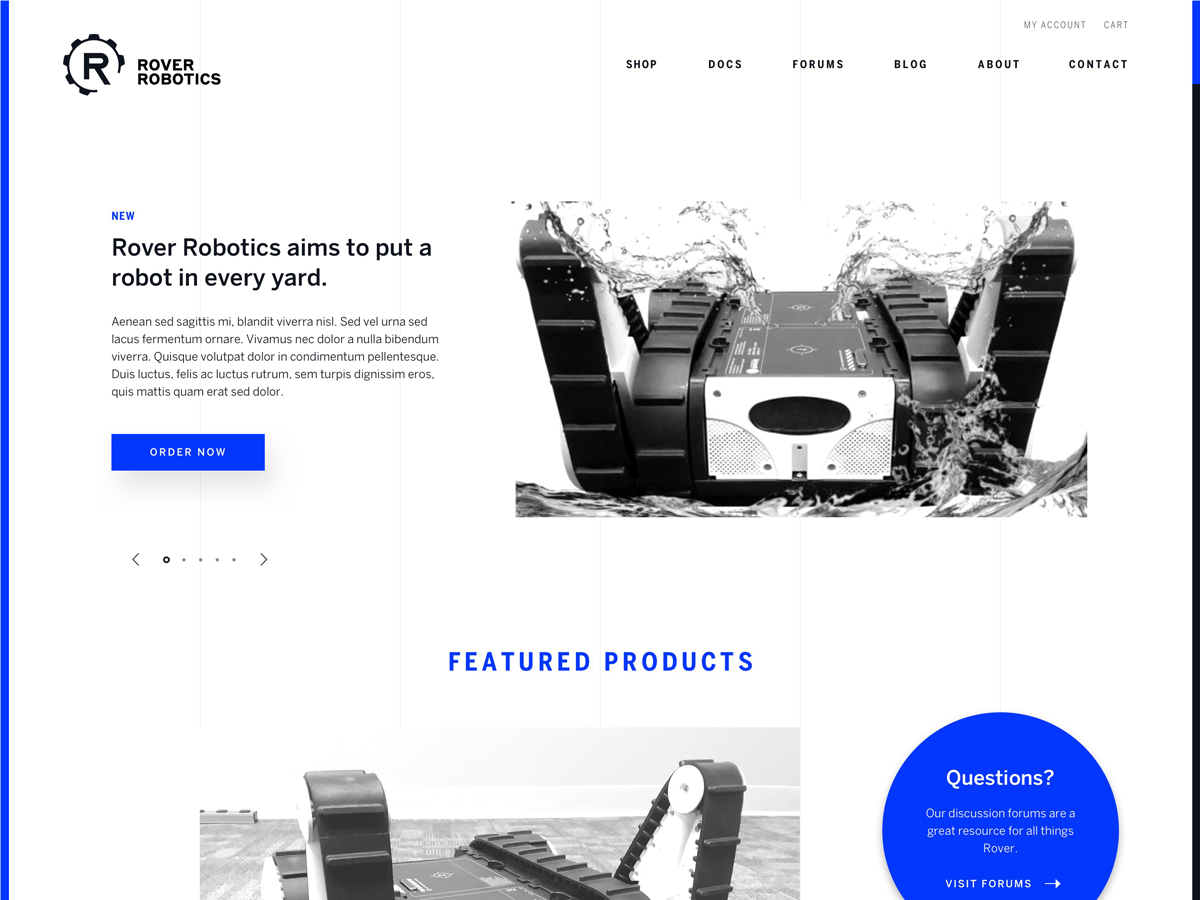 MY ACCOUNT CART
R ROVER ROBOTICS
SHOP DOCS FORUMS BLOG ABOUT CONTACT
NEW
Rover Robotics aims to put a
robot in every yard.
Aenean sed sagittis mi, blandit viverra nisl. Sed vel urna sed
lacus fermentum ornare. Vivamus nec dolor a nulla bibendum
viverra. Quisque volutpat dolor in condimentum pellentesque.
Duis luctus, felis ac luctus rutrum, sem turpis dignissim eros,
quis mattis quam erat sed dolor.
ORDER NOW
FEATURED PRODUCTS
Questions?
Our discussion forums are a
great resource for all things
Rover.
VISIT FORUMS